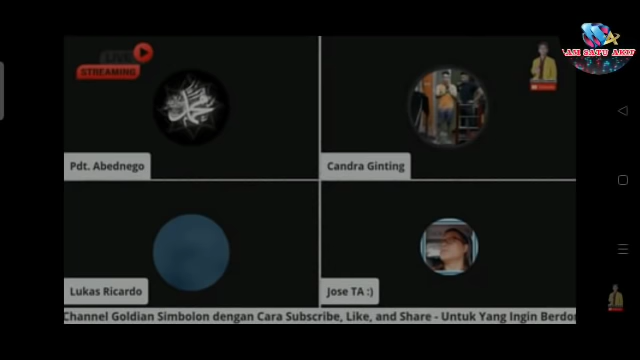 LIVE
STREAMING
Pdt. Abednego
Candra Ginting
Lukas Ricardo
Jose TA :)
Channel Goldian Simbolon dengan Cara Subscribe, Like, and Share - Untuk Yang Ingin